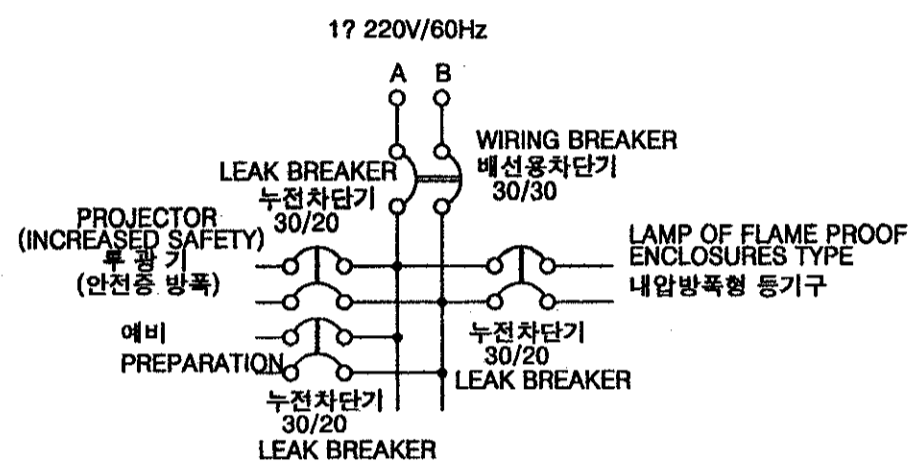 1? 220V/60Hz
A B
WIRING BREAKER
배선용차단기
30/30
LEAK BREAKER
누전차단기
30/20
PROJECTOR
(INCREASED SAFETY)
투광기
(안전증 방폭)
LAMP OF FLAME PROOF
ENCLOSURES TYPE
내압방폭형 등기구
예비
PREPARATION
누전차단기
30/20
LEAK BREAKER
누전차단기
30/20
LEAK BREAKER